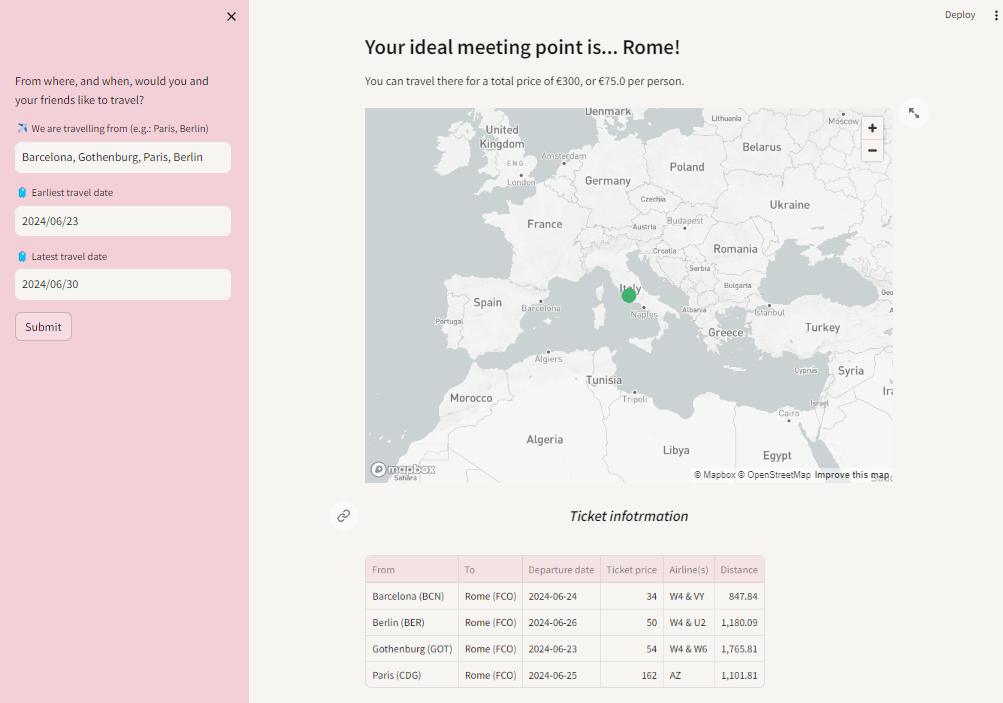 ×
Deploy
From where, and when, would you and
your friends like to travel?
We are travelling from (e.g.: Paris, Berlin)
Barcelona, Gothenburg, Paris, Berlin
Earliest travel date
2024/06/23
Latest travel date
2024/06/30
Submit
Your ideal meeting point is... Rome!
You can travel there for a total price of €300, or €75.0 per person.
Denmark
Lithuania
Moscow
United
Kingdom
Belarus
+
−
ENG.
Amsterdam
London
Poland
Germany
Czechia
Ukraine
France
Austria
Budapest
Romania
Croatia
Serbia
Bulgaria
Italy
Spain
Barcelona
Naples
Albania
Istanbul
Portugal
Greece
Turkey
Algiers
Tunisia
Cyprus
Syria
Morocco
Tripoli
Israel
Cairo
Algeria
Libya
Egypt
mapbox
Sahara
© Mapbox © OpenStreetMap Improve this map
Ticket infotrmation
From To Departure date Ticket price Airline(s) Distance
Barcelona (BCN) Rome (FCO) 2024-06-24 34 W4 & VY 847.84
Berlin (BER) Rome (FCO) 2024-06-26 50 W4 & U2 1,180.09
Gothenburg (GOT) Rome (FCO) 2024-06-23 54 W4 & W6 1,765.81
Paris (CDG) Rome (FCO) 2024-06-25 162 AZ 1,101.81